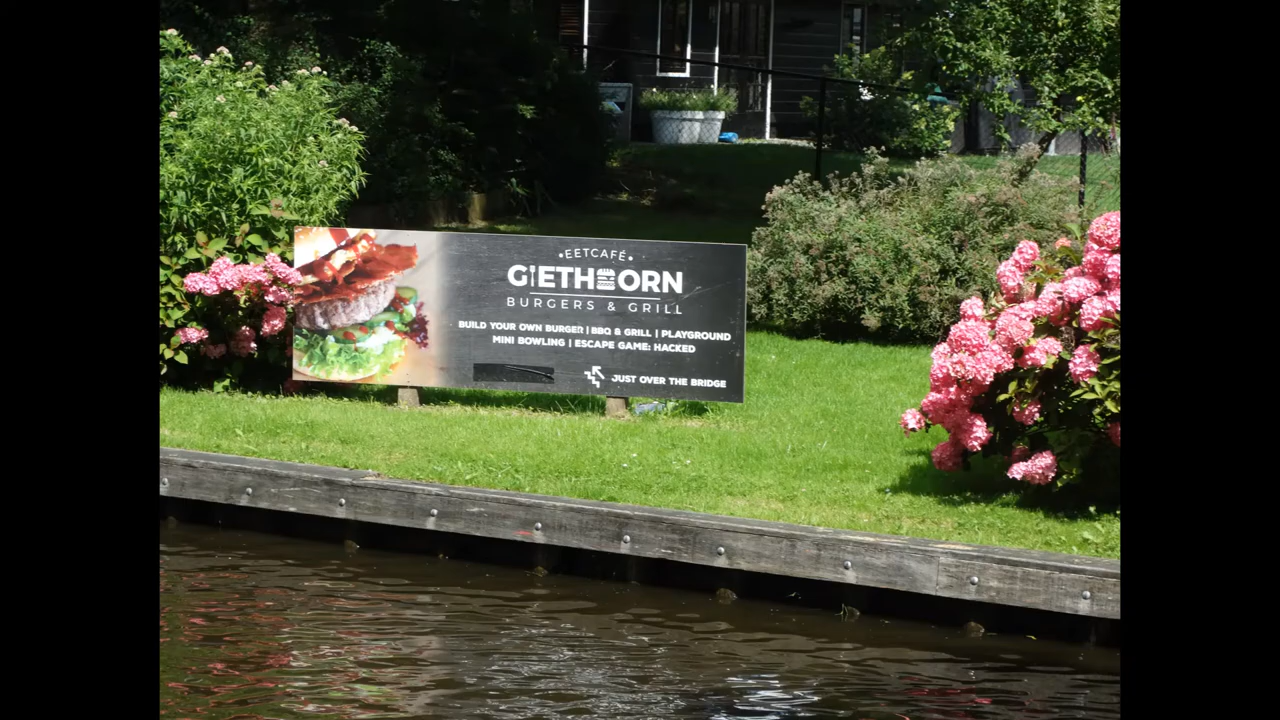 •EETCAFÉ•
GIETHOORN
BURGERS & GRILL
BUILD YOUR OWN BURGER | BBQ & GRILL | PLAYGROUND
MINI BOWLING | ESCAPE GAME: HACKED
JUST OVER THE BRIDGE